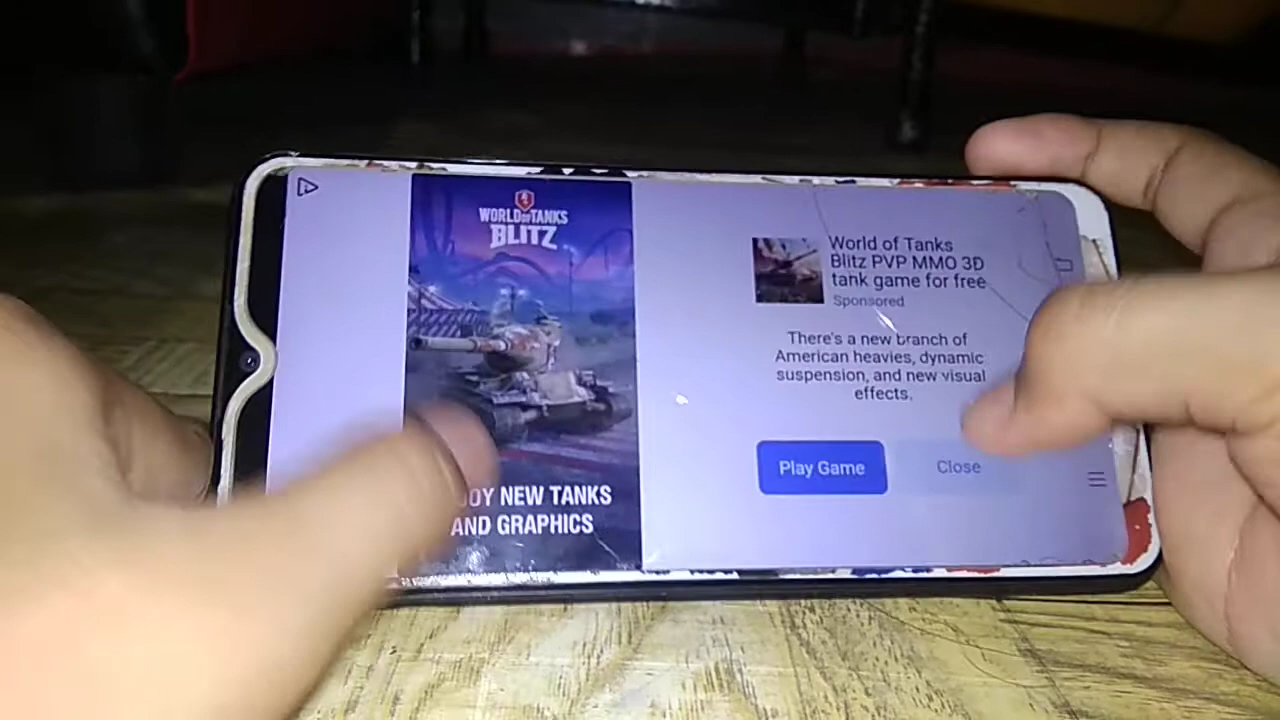 WORLD OF TANKS
BLITZ
NEW TANKS
AND GRAPHICS
World of Tanks
Blitz PVP MMO 3D
tank game for free
Sponsored
There's a new branch of
American heavies, dynamic
suspension, and new visual
effects.
Play Game
Close